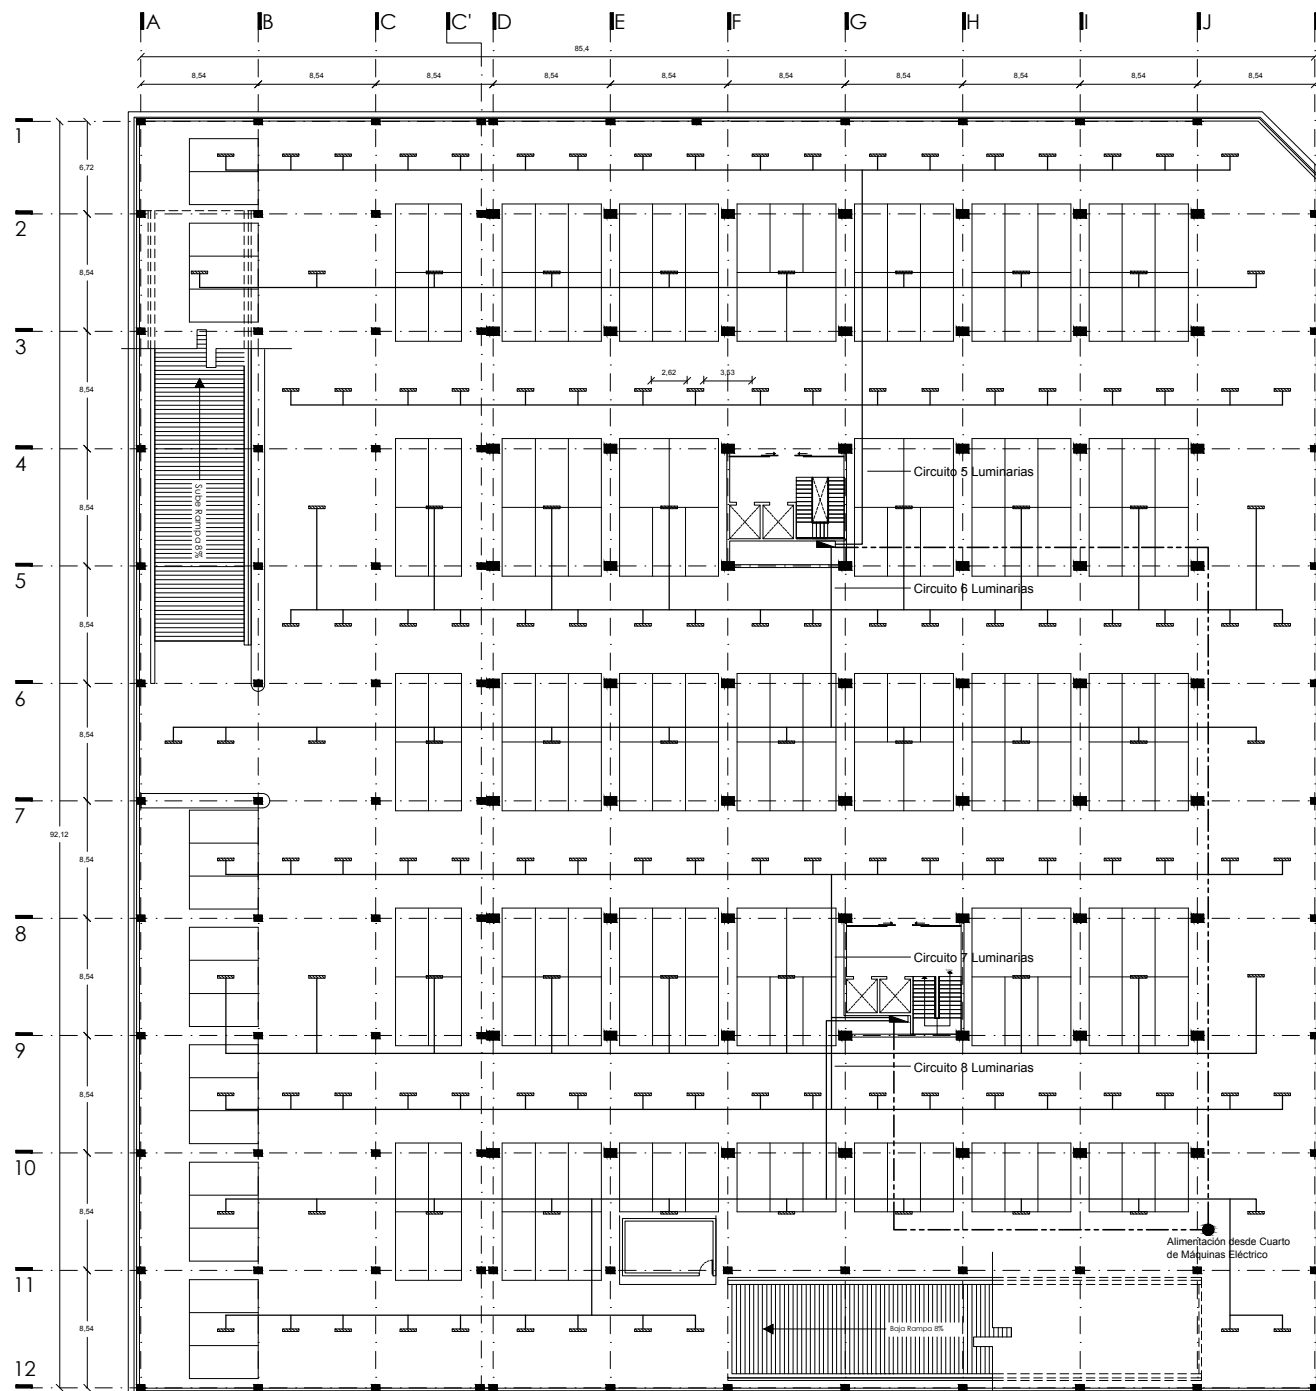 A B C C' D E F G H I J
85,4
8,54 8,54 8,54 8,54 8,54 8,54 8,54 8,54 8,54 8,54
1
6,72
2
8,54
3
8,54
2,62 3,53
4
Circuito 5 Luminarias
Sube Rampa 8%
8,54
5
Circuito 6 Luminarias
8,54
6
8,54
7
92,12
8,54
8
Circuito 7 Luminarias
8,54
9
Circuito 8 Luminarias
8,54
10
8,54
Alimentación desde Cuarto
de Máquinas Eléctrico
11
8,54
Baja Rampa 8%
12